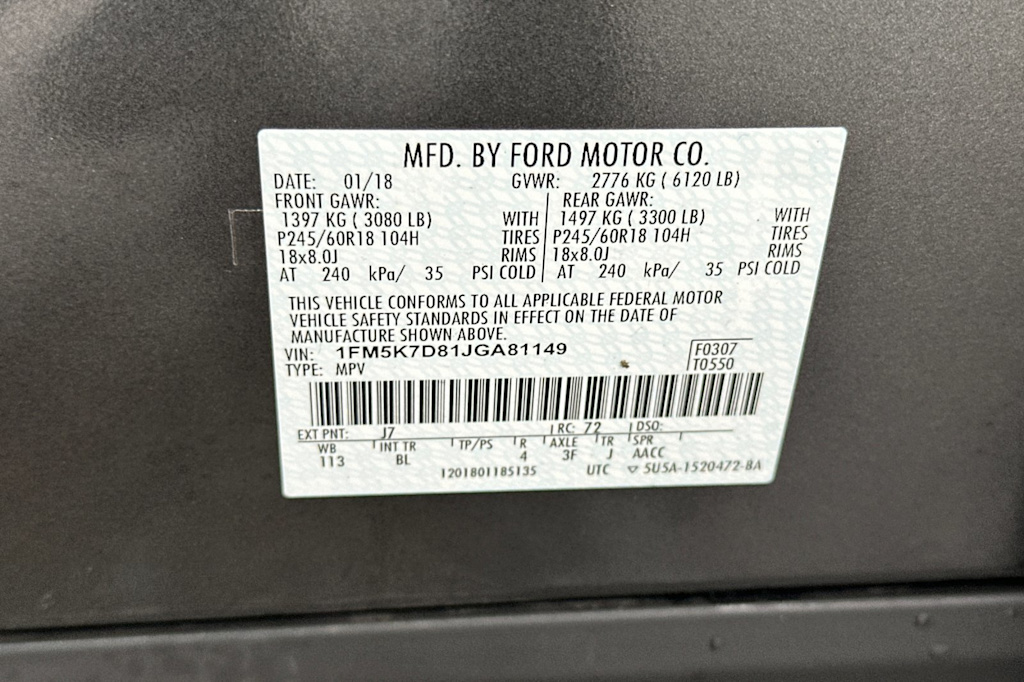 MFD. BY FORD MOTOR CO.
DATE: 01/18 GVWR: 2776 KG ( 6120 LB)
FRONT GAWR: REAR GAWR:
1397 KG ( 3080 LB) WITH 1497 KG ( 3300 LB) WITH
P245/60R18 104H TIRES P245/60R18 104H TIRES
18x8.0J RIMS 18x8.0J RIMS
AT 240 kPa/ 35 PSI COLD AT 240 kPa/ 35 PSI COLD
THIS VEHICLE CONFORMS TO ALL APPLICABLE FEDERAL MOTOR
VEHICLE SAFETY STANDARDS IN EFFECT ON THE DATE OF
MANUFACTURE SHOWN ABOVE.
VIN: 1FM5K7D81JGA81149 F0307
TYPE: MPV T0550
EXT PNT: J7 RC: 72 DSO:
WB INT TR TP/PS R AXLE TR SPR
113 BL 4 3F J AACC
1201801185135 UTC ▽ 5U5A-1520472-BA